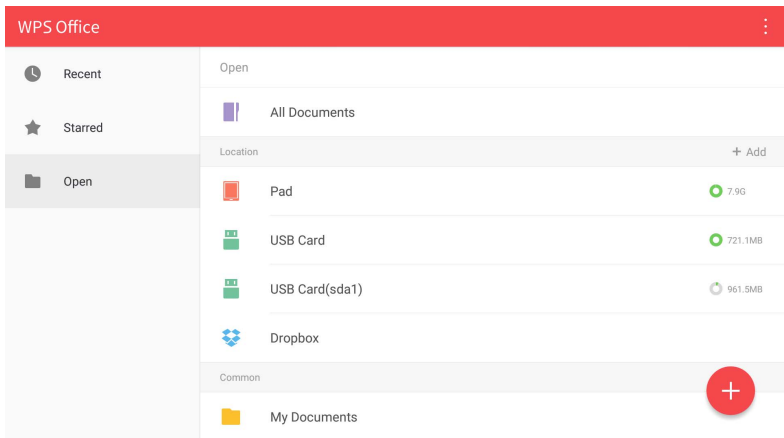 WPS Office
Recent
Starred
Open
Open
All Documents
Location
+ Add
Pad
7.9G
USB Card
721.1MB
USB Card(sda1)
961.5MB
Dropbox
Common
My Documents